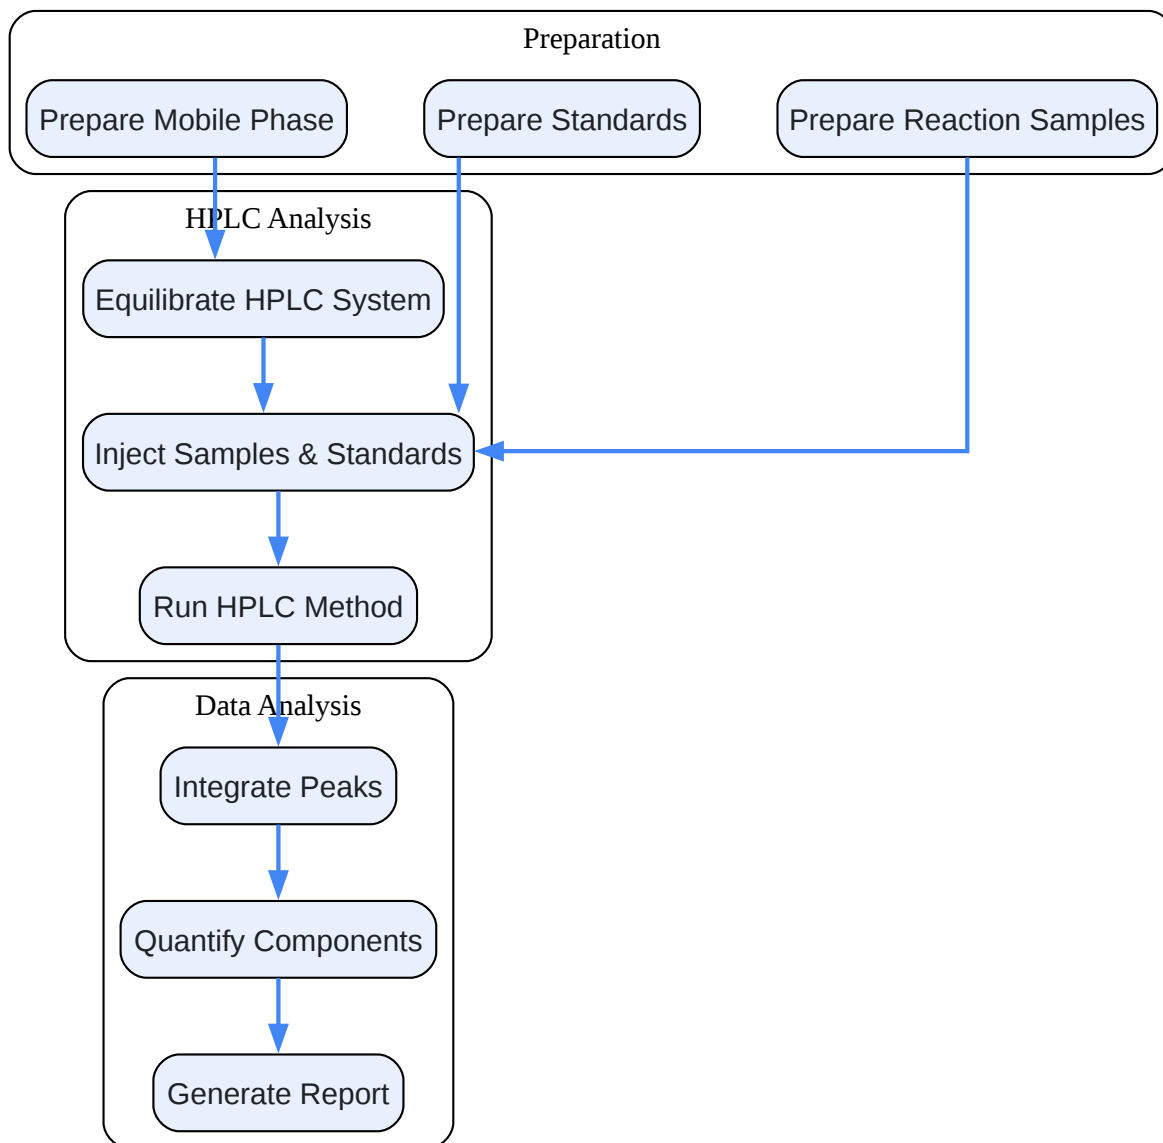 Preparation
Prepare Mobile Phase
Prepare Standards
Prepare Reaction Samples
HPLC Analysis
Equilibrate HPLC System
Inject Samples & Standards
Run HPLC Method
Data Analysis
Integrate Peaks
Quantify Components
Generate Report